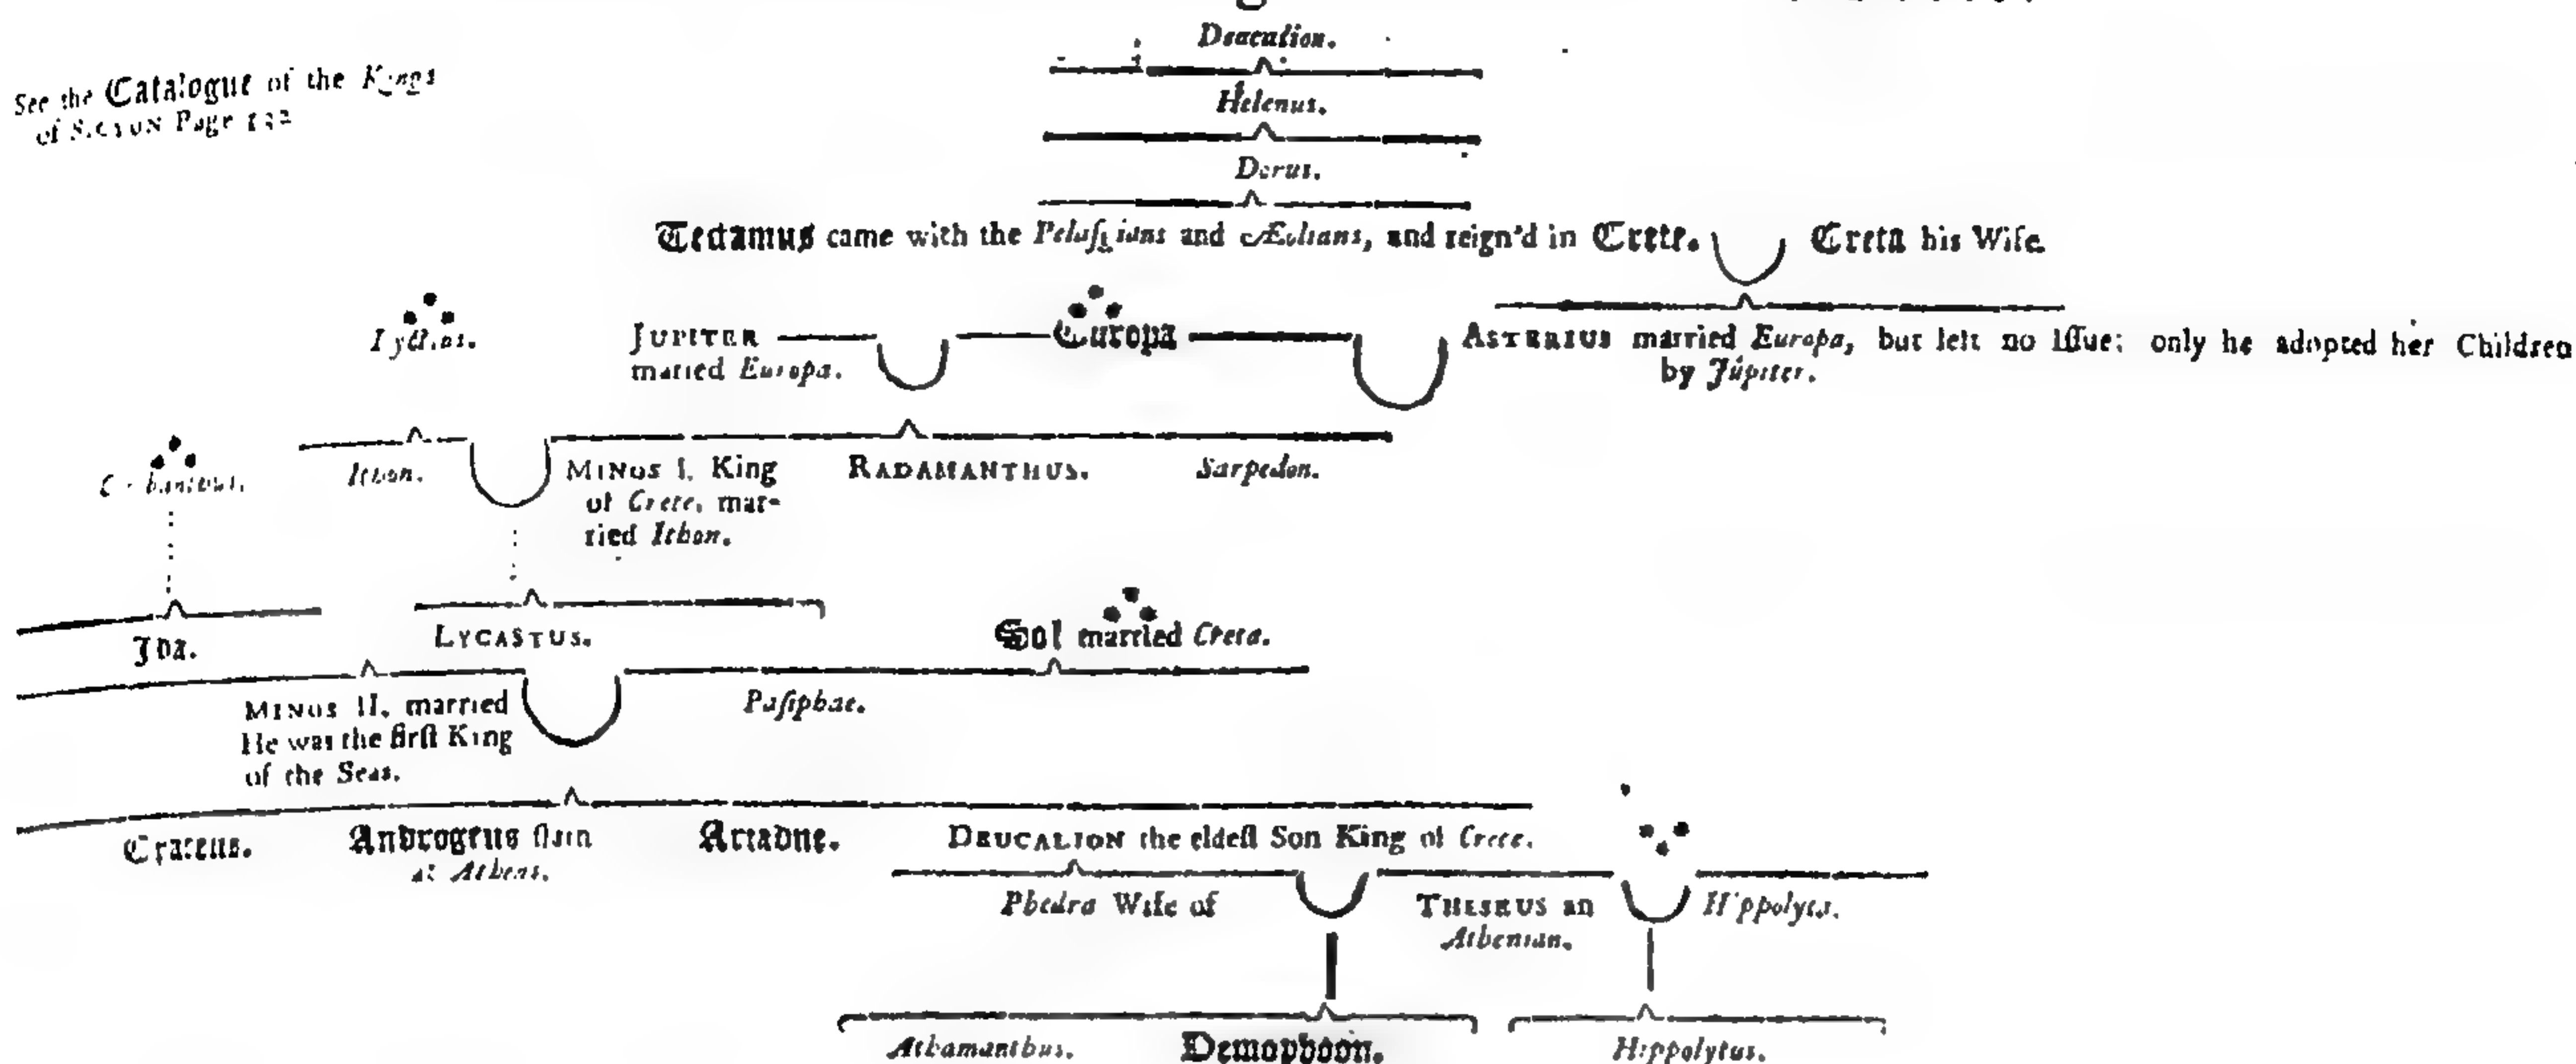 Deucalion.
See the Catalogue of the Kings
of SICYON Page 132
Helenus.
Dorus.
Tectamus came with the Pelaſgians and Æolians, and reign'd in Crete. Creta his Wife.
JUPITER
maried Europa.
Europa
ASTERIUS married Europa, but left no Iſſue; only he adopted her Children
by Jupiter.
Ithon.
MINOS I. King
of Crete, mar-
ried Ithon.
RADAMANTHUS.
Sarpedon.
Ida.
LYCASTUS.
Sol married Creta.
MINOS II. married
He was the firſt King
of the Seas.
Paſiphae.
Crateus.
Androgeus ſlain
at Athens.
Ariadne.
DEUCALION the eldeſt Son King of Crete.
Phedra Wife of
THESEUS an
Athenian.
Hippolyta.
Athamanthus.
Demophoon.
Hippolytus.